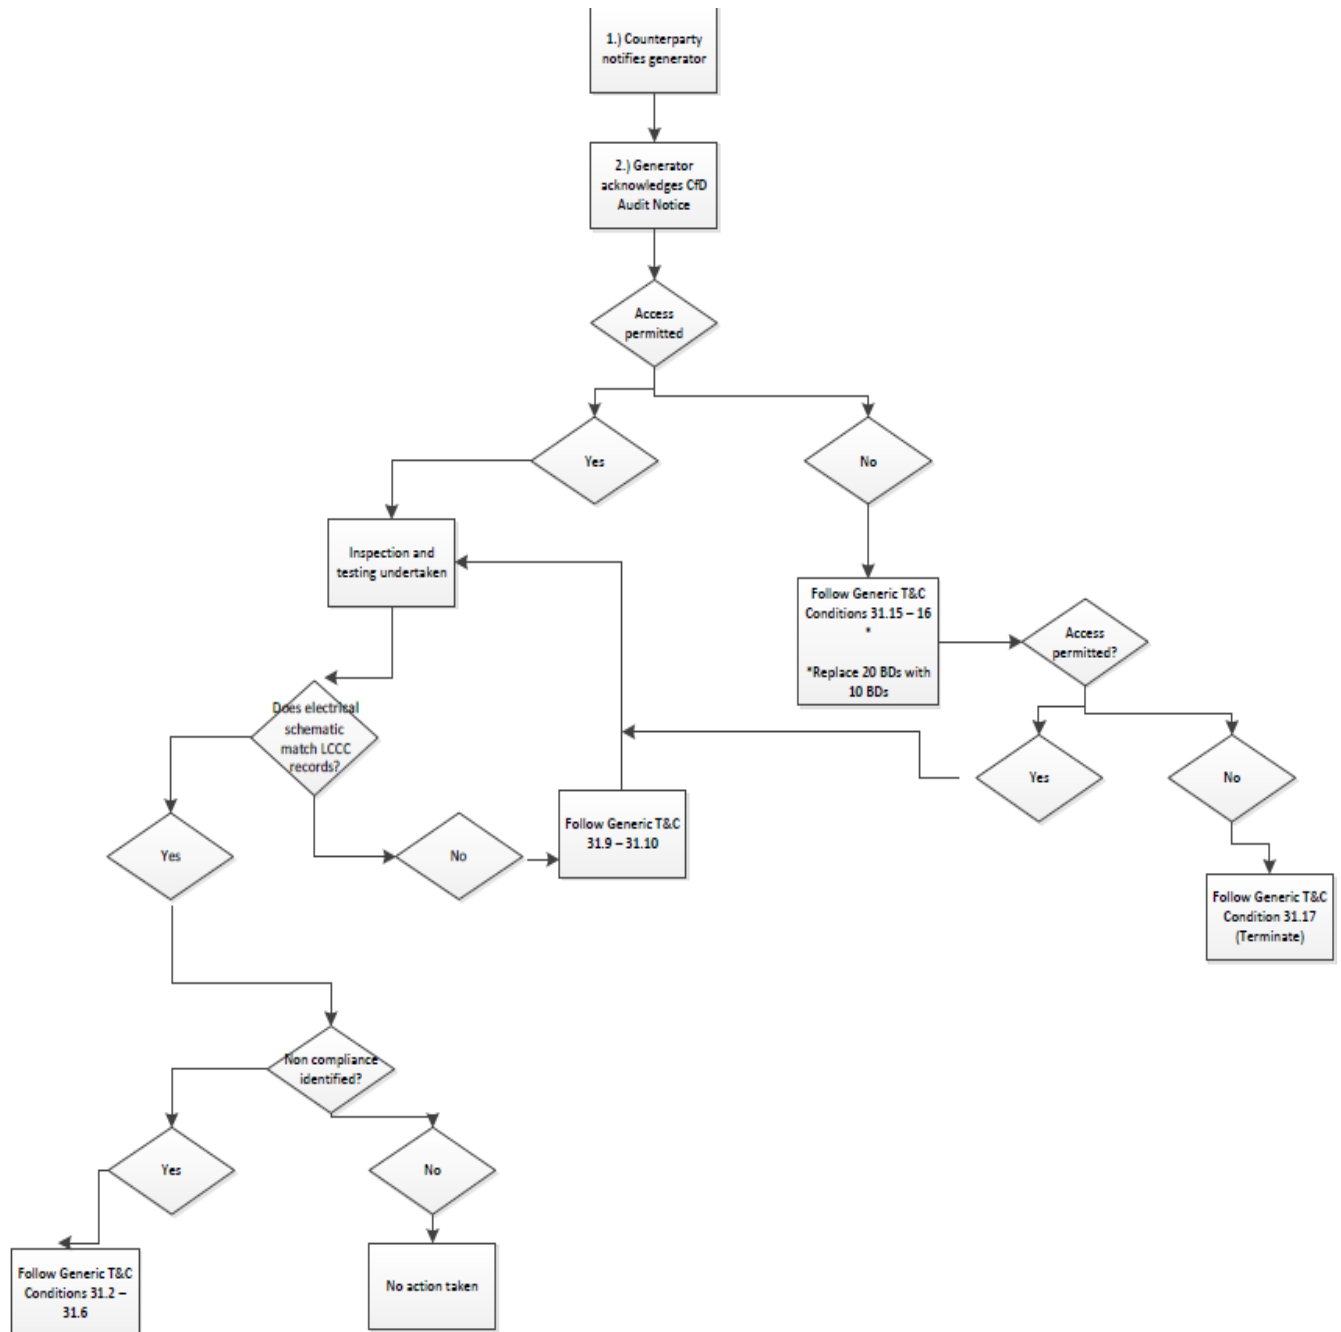 1.) Counterparty
notifies generator
2.) Generator
acknowledges CfD
Audit Notice
Access
permitted
Yes
No
Inspection and
testing undertaken
Follow Generic T&C
Conditions 31.15 – 16
*
*Replace 20 BDs with
10 BDs
Access
permitted?
Does electrical
schematic
match LCCC
records?
Yes
No
Yes
No
Follow Generic T&C
31.9 – 31.10
Follow Generic T&C
Condition 31.17
(Terminate)
Non compliance
identified?
Yes
No
Follow Generic T&C
Conditions 31.2 –
31.6
No action taken